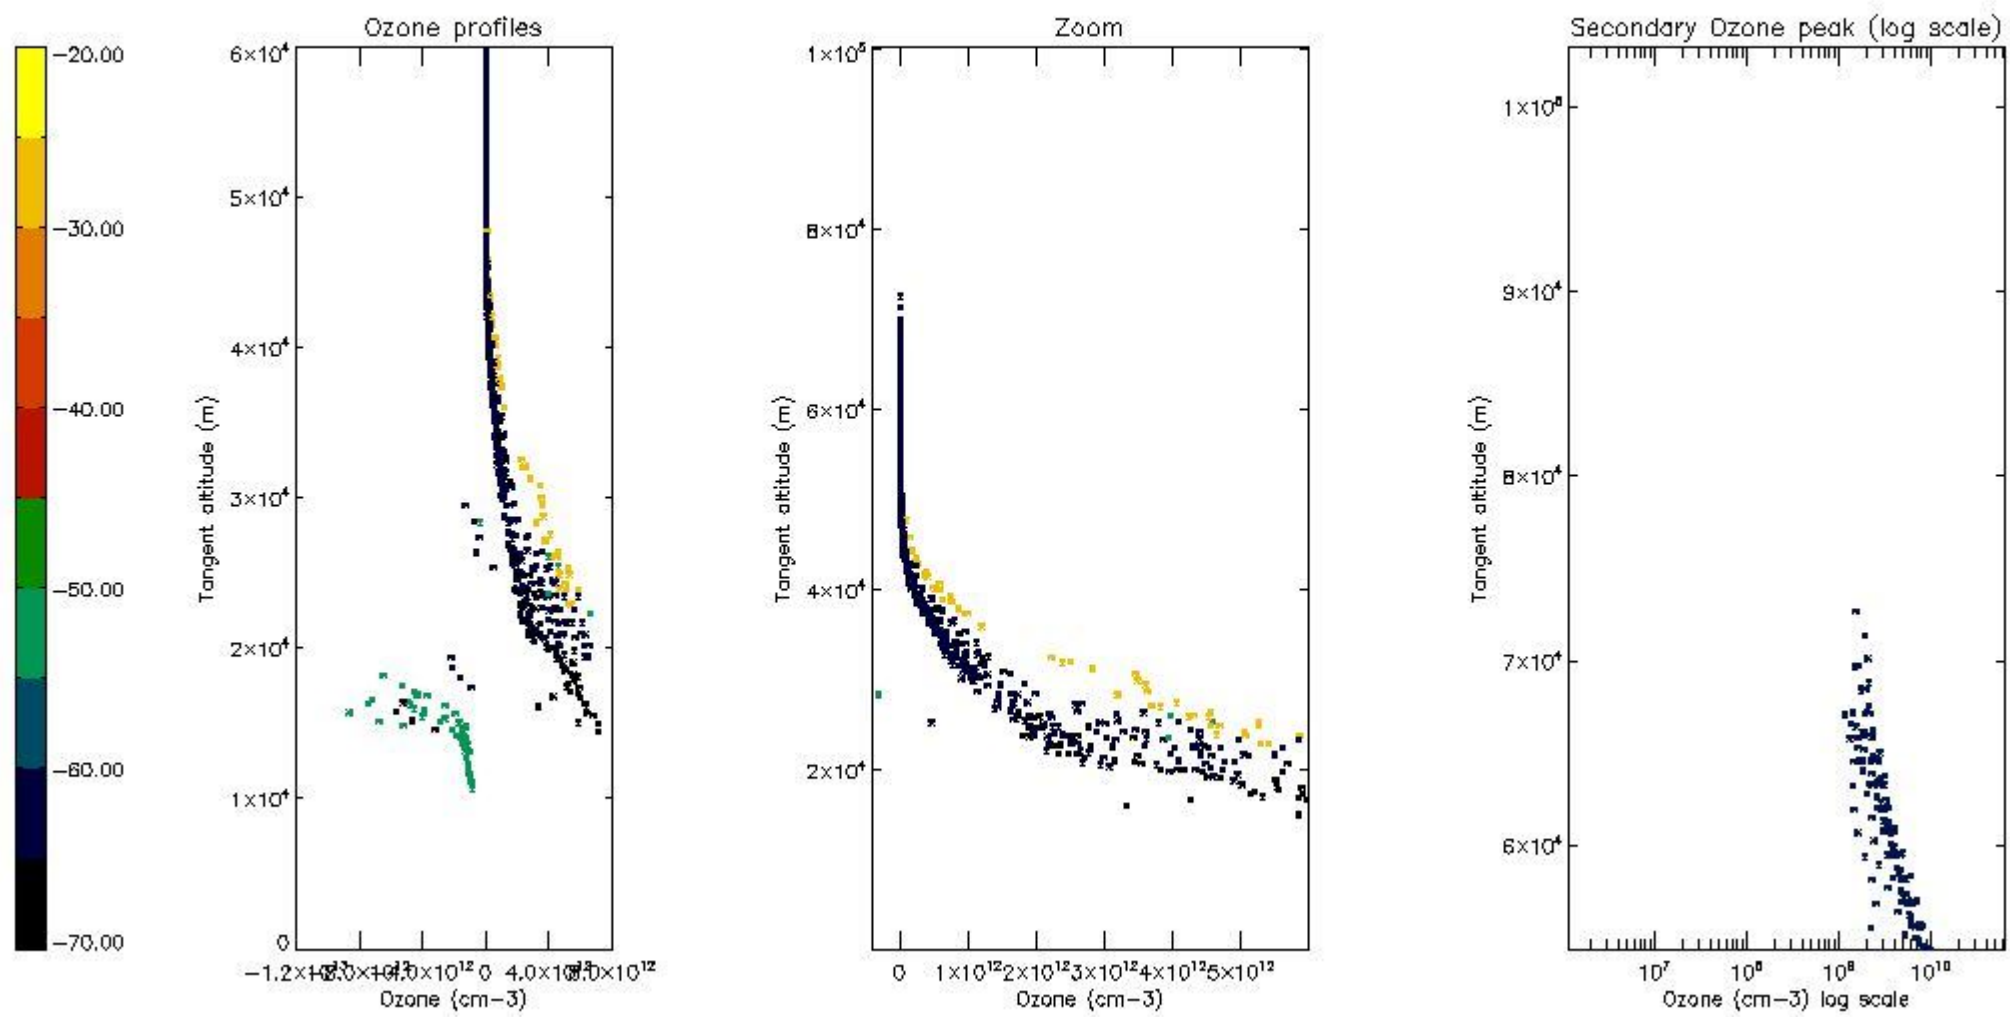 −20.00
−30.00
−40.00
−50.00
−60.00
−70.00
Ozone profiles
6×10⁴
5×10⁴
4×10⁴
3×10⁴
2×10⁴
1×10⁴
0
Tangent altitude (m)
0
Ozone (cm−3)
Zoom
1×10⁵
8×10⁴
6×10⁴
4×10⁴
2×10⁴
Tangent altitude (m)
0 1×10¹² 2×10¹² 3×10¹² 4×10¹² 5×10¹²
Ozone (cm−3)
Secondary Ozone peak (log scale)
1×10⁵
9×10⁴
8×10⁴
7×10⁴
6×10⁴
Tangent altitude (m)
10⁷ 10⁸ 10⁹ 10¹⁰
Ozone (cm−3) log scale